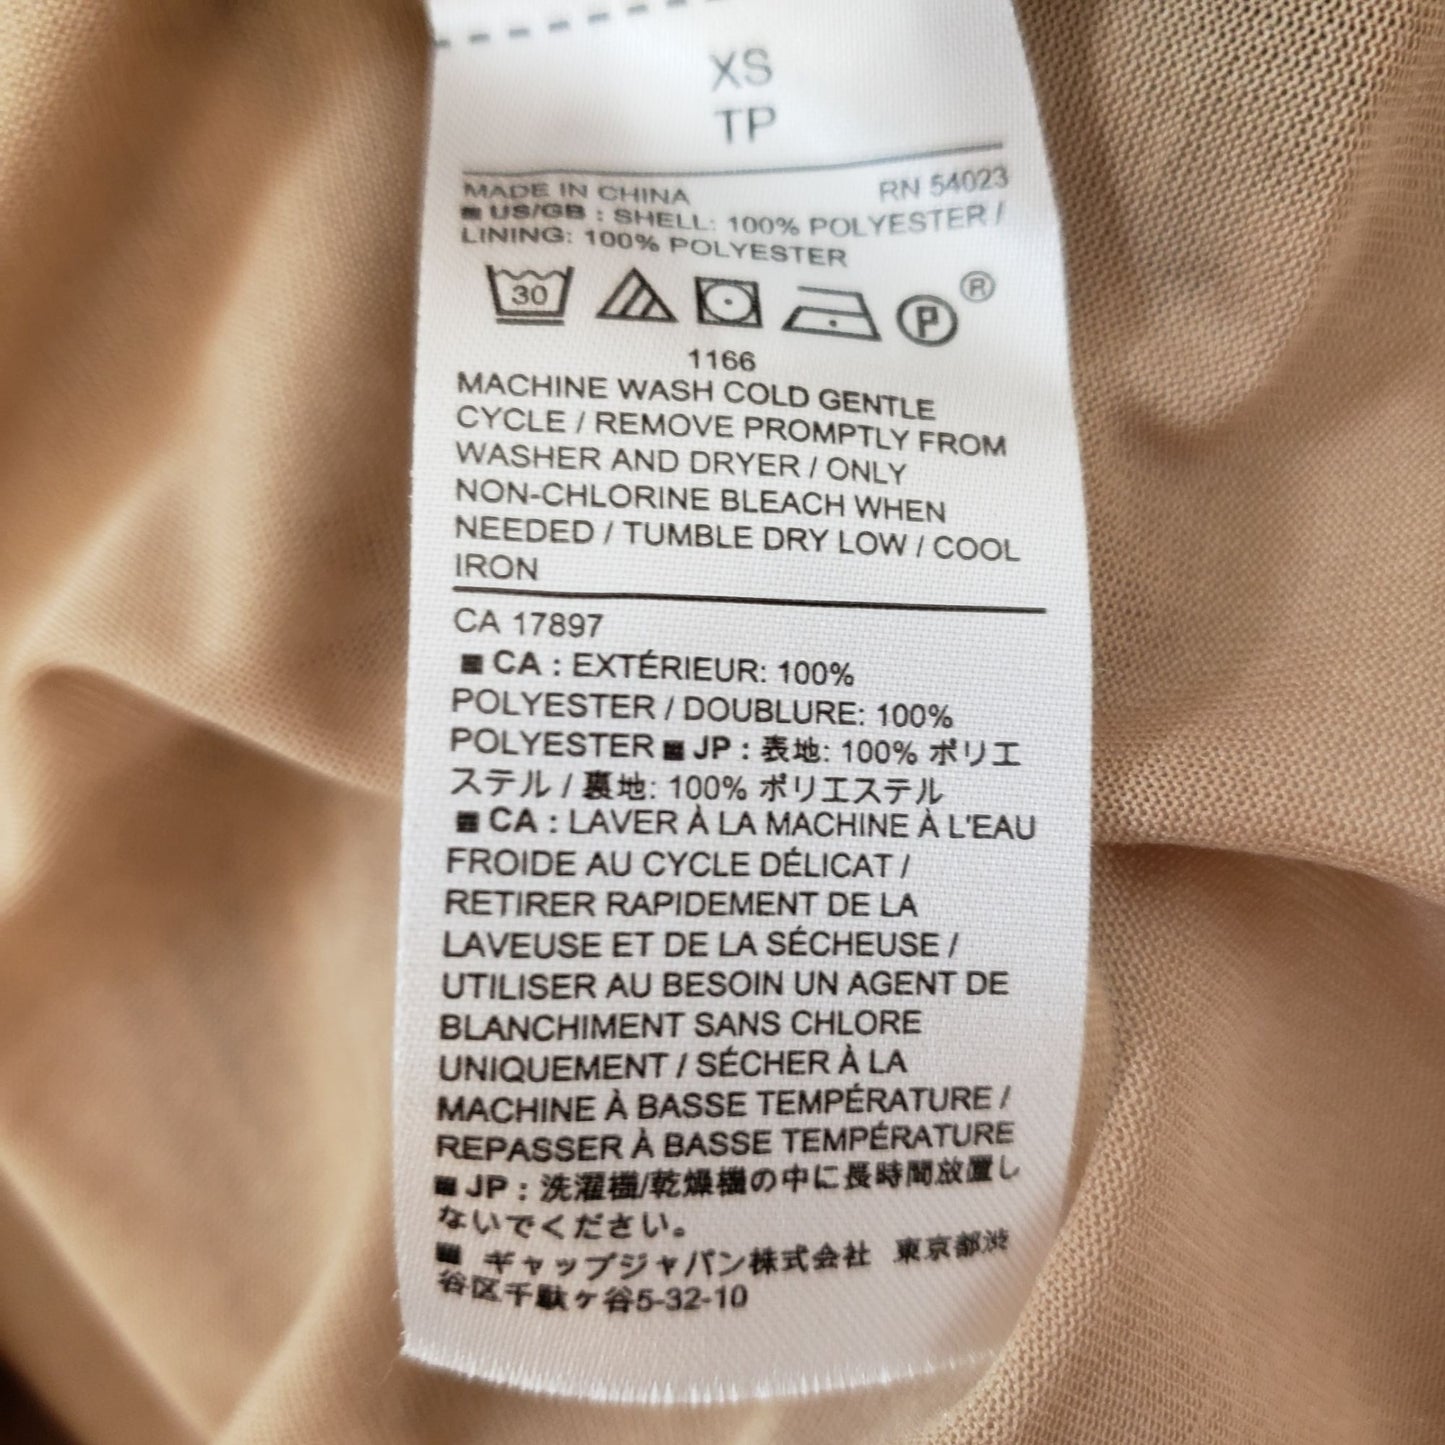 XS
TP
MADE IN CHINA RN 54023
■ US/GB : SHELL: 100% POLYESTER /
LINING: 100% POLYESTER
30 P ®
1166
MACHINE WASH COLD GENTLE
CYCLE / REMOVE PROMPTLY FROM
WASHER AND DRYER / ONLY
NON-CHLORINE BLEACH WHEN
NEEDED / TUMBLE DRY LOW / COOL
IRON
CA 17897
■ CA : EXTÉRIEUR: 100%
POLYESTER / DOUBLURE: 100%
POLYESTER ■ JP : 表地: 100% ポリエ
ステル / 裏地: 100% ポリエステル
■ CA : LAVER À LA MACHINE À L'EAU
FROIDE AU CYCLE DÉLICAT /
RETIRER RAPIDEMENT DE LA
LAVEUSE ET DE LA SÉCHEUSE /
UTILISER AU BESOIN UN AGENT DE
BLANCHIMENT SANS CHLORE
UNIQUEMENT / SÉCHER À LA
MACHINE À BASSE TEMPÉRATURE /
REPASSER À BASSE TEMPÉRATURE
■ JP : 洗濯機/乾燥機の中に長時間放置し
ないでください。
■ ギャップジャパン株式会社 東京都渋
谷区千駄ヶ谷5-32-10